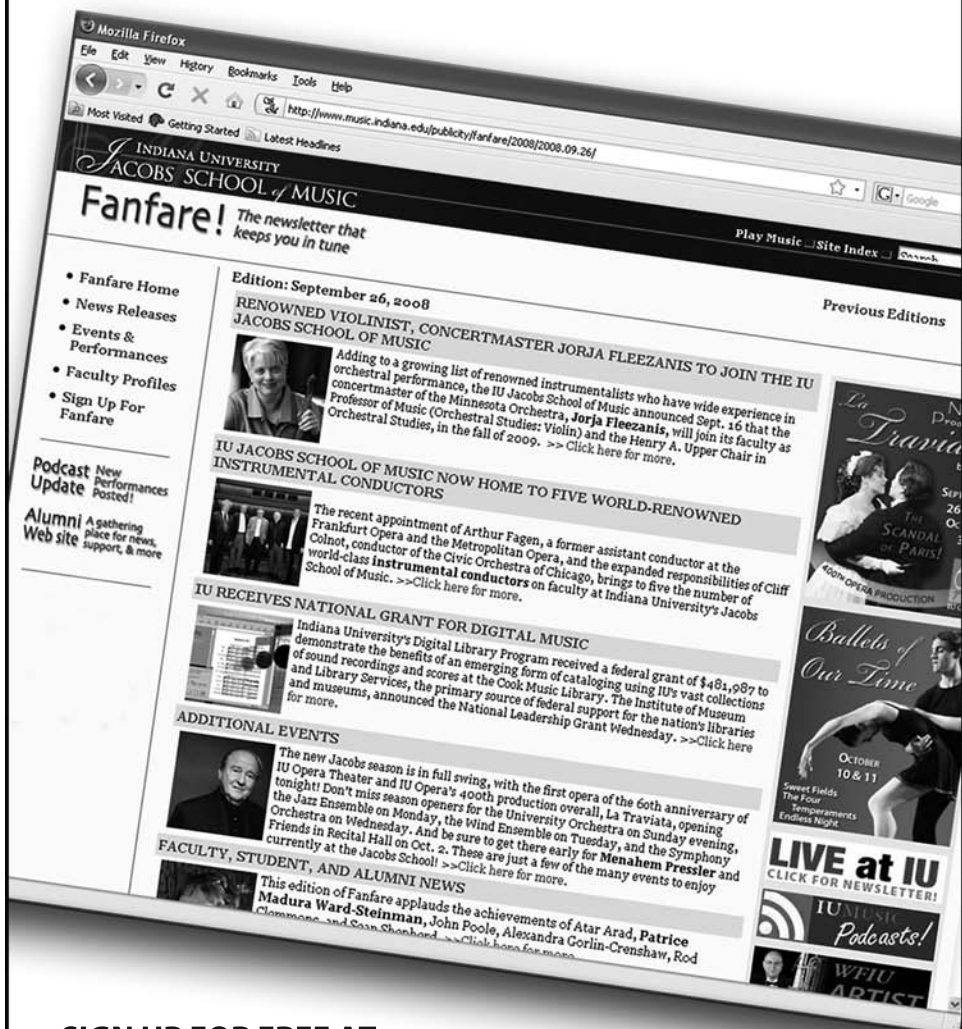 Mozilla Firefox
File Edit View History Bookmarks Tools Help
http://www.music.indiana.edu/publicity/fanfare/2008/2008.09.26/
Google
Most Visited Getting Started Latest Headlines
INDIANA UNIVERSITY
JACOBS SCHOOL of MUSIC
Play Music Site Index Search
Fanfare! The newsletter that
keeps you in tune
Previous Editions
• Fanfare Home
• News Releases
• Events &
Performances
• Faculty Profiles
• Sign Up For
Fanfare
Podcast Update New
Performances
Posted!
Alumni Web site A gathering
place for news,
support, & more
Edition: September 26, 2008
RENOWNED VIOLINIST, CONCERTMASTER JORJA FLEEZANIS TO JOIN THE IU
JACOBS SCHOOL OF MUSIC
Adding to a growing list of renowned instrumentalists who have wide experience in
orchestral performance, the IU Jacobs School of Music announced Sept. 16 that the
concertmaster of the Minnesota Orchestra, Jorja Fleezanis, will join its faculty as
Professor of Music (Orchestral Studies: Violin) and the Henry A. Upper Chair in
Orchestral Studies, in the fall of 2009. >> Click here for more.
IU JACOBS SCHOOL OF MUSIC NOW HOME TO FIVE WORLD-RENOWNED
INSTRUMENTAL CONDUCTORS
The recent appointment of Arthur Fagen, a former assistant conductor at the
Frankfurt Opera and the Metropolitan Opera, and the expanded responsibilities of Cliff
Colnot, conductor of the Civic Orchestra of Chicago, brings to five the number of
world-class instrumental conductors on faculty at Indiana University's Jacobs
School of Music. >>Click here for more.
IU RECEIVES NATIONAL GRANT FOR DIGITAL MUSIC
Indiana University's Digital Library Program received a federal grant of $481,987 to
demonstrate the benefits of an emerging form of cataloging using IU's vast collections
of sound recordings and scores at the Cook Music Library. The Institute of Museum
and Library Services, the primary source of federal support for the nation's libraries
and museums, announced the National Leadership Grant Wednesday. >>Click here
for more.
ADDITIONAL EVENTS
The new Jacobs season is in full swing, with the first opera of the 60th anniversary of
IU Opera Theater and IU Opera's 400th production overall, La Traviata, opening
tonight! Don't miss season openers for the University Orchestra on Sunday evening,
the Jazz Ensemble on Monday, the Wind Ensemble on Tuesday, and the Symphony
Orchestra on Wednesday. And be sure to get there early for Menahem Pressler and
Friends in Recital Hall on Oct. 2. These are just a few of the many events to enjoy
currently at the Jacobs School! >>Click here for more.
FACULTY, STUDENT, AND ALUMNI NEWS
This edition of Fanfare applauds the achievements of Atar Arad, Patrice
Madura Ward-Steinman, John Poole, Alexandra Gorlin-Crenshaw, Rod
Clemmons, and Sean Shepherd. >>Click here for more.
La
Travia
THE
SCANDAL
OF PARIS!
400TH OPERA PRODUCTION
Ballets of
Our Time
OCTOBER
10 & 11
Sweet Fields
The Four
Temperaments
Endless Night
LIVE at IU
CLICK FOR NEWSLETTER!
IUMUSIC
Podcasts!
WFIU
ARTIST
SIGN UP FOR FREE AT